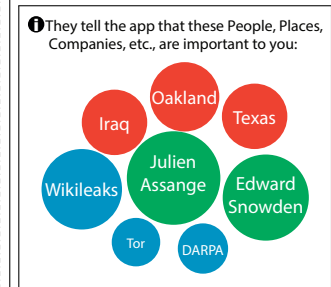 i They tell the app that these People, Places,
Companies, etc., are important to you:
Oakland
Iraq
Texas
Julien
Assange
Wikileaks
Edward
Snowden
Tor
DARPA